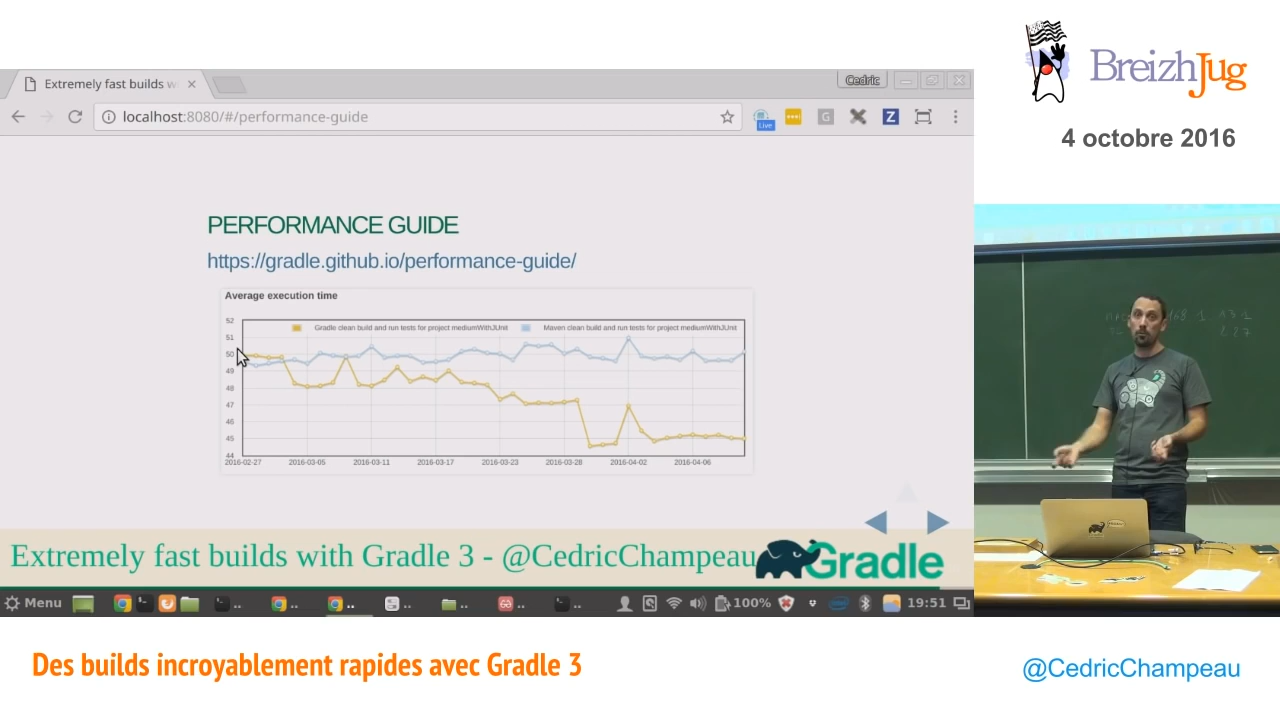 BreizhJug
4 octobre 2016
Extremely fast builds wi
Cedric
localhost:8080/#/performance-guide
Live
G
Z
PERFORMANCE GUIDE
https://gradle.github.io/performance-guide/
Average execution time
Gradle clean build and run tests for project mediumWithJUnit
Maven clean build and run tests for project mediumWithJUnit
52
51
50
49
48
47
46
45
44
2016-02-27 2016-03-05 2016-03-11 2016-03-17 2016-03-23 2016-03-28 2016-04-02 2016-04-06
Extremely fast builds with Gradle 3 - @CedricChampeau
Gradle
Menu
100%
19:51
Des builds incroyablement rapides avec Gradle 3
@CedricChampeau